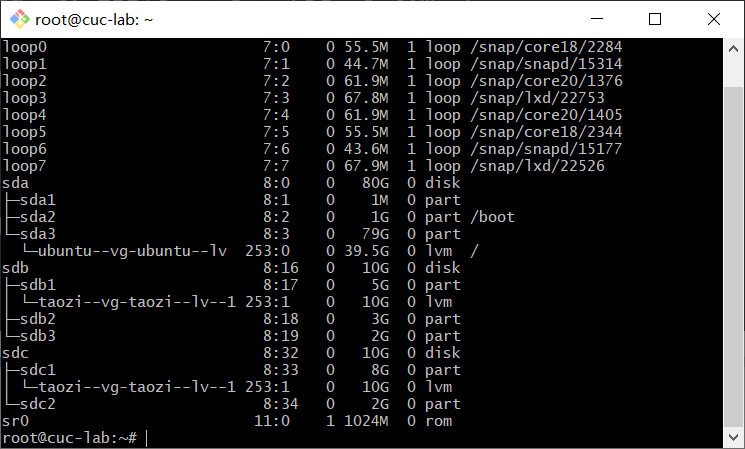 root@cuc-lab: ~
loop0 7:0 0 55.5M 1 loop /snap/core18/2284
loop1 7:1 0 44.7M 1 loop /snap/snapd/15314
loop2 7:2 0 61.9M 1 loop /snap/core20/1376
loop3 7:3 0 67.8M 1 loop /snap/lxd/22753
loop4 7:4 0 61.9M 1 loop /snap/core20/1405
loop5 7:5 0 55.5M 1 loop /snap/core18/2344
loop6 7:6 0 43.6M 1 loop /snap/snapd/15177
loop7 7:7 0 67.9M 1 loop /snap/lxd/22526
sda 8:0 0 80G 0 disk
├─sda1 8:1 0 1M 0 part
├─sda2 8:2 0 1G 0 part /boot
└─sda3 8:3 0 79G 0 part
  └─ubuntu--vg-ubuntu--lv 253:0 0 39.5G 0 lvm /
sdb 8:16 0 10G 0 disk
├─sdb1 8:17 0 5G 0 part
│ └─taozi--vg-taozi--lv--1 253:1 0 10G 0 lvm
├─sdb2 8:18 0 3G 0 part
└─sdb3 8:19 0 2G 0 part
sdc 8:32 0 10G 0 disk
├─sdc1 8:33 0 8G 0 part
│ └─taozi--vg-taozi--lv--1 253:1 0 10G 0 lvm
└─sdc2 8:34 0 2G 0 part
sr0 11:0 1 1024M 0 rom
root@cuc-lab:~#